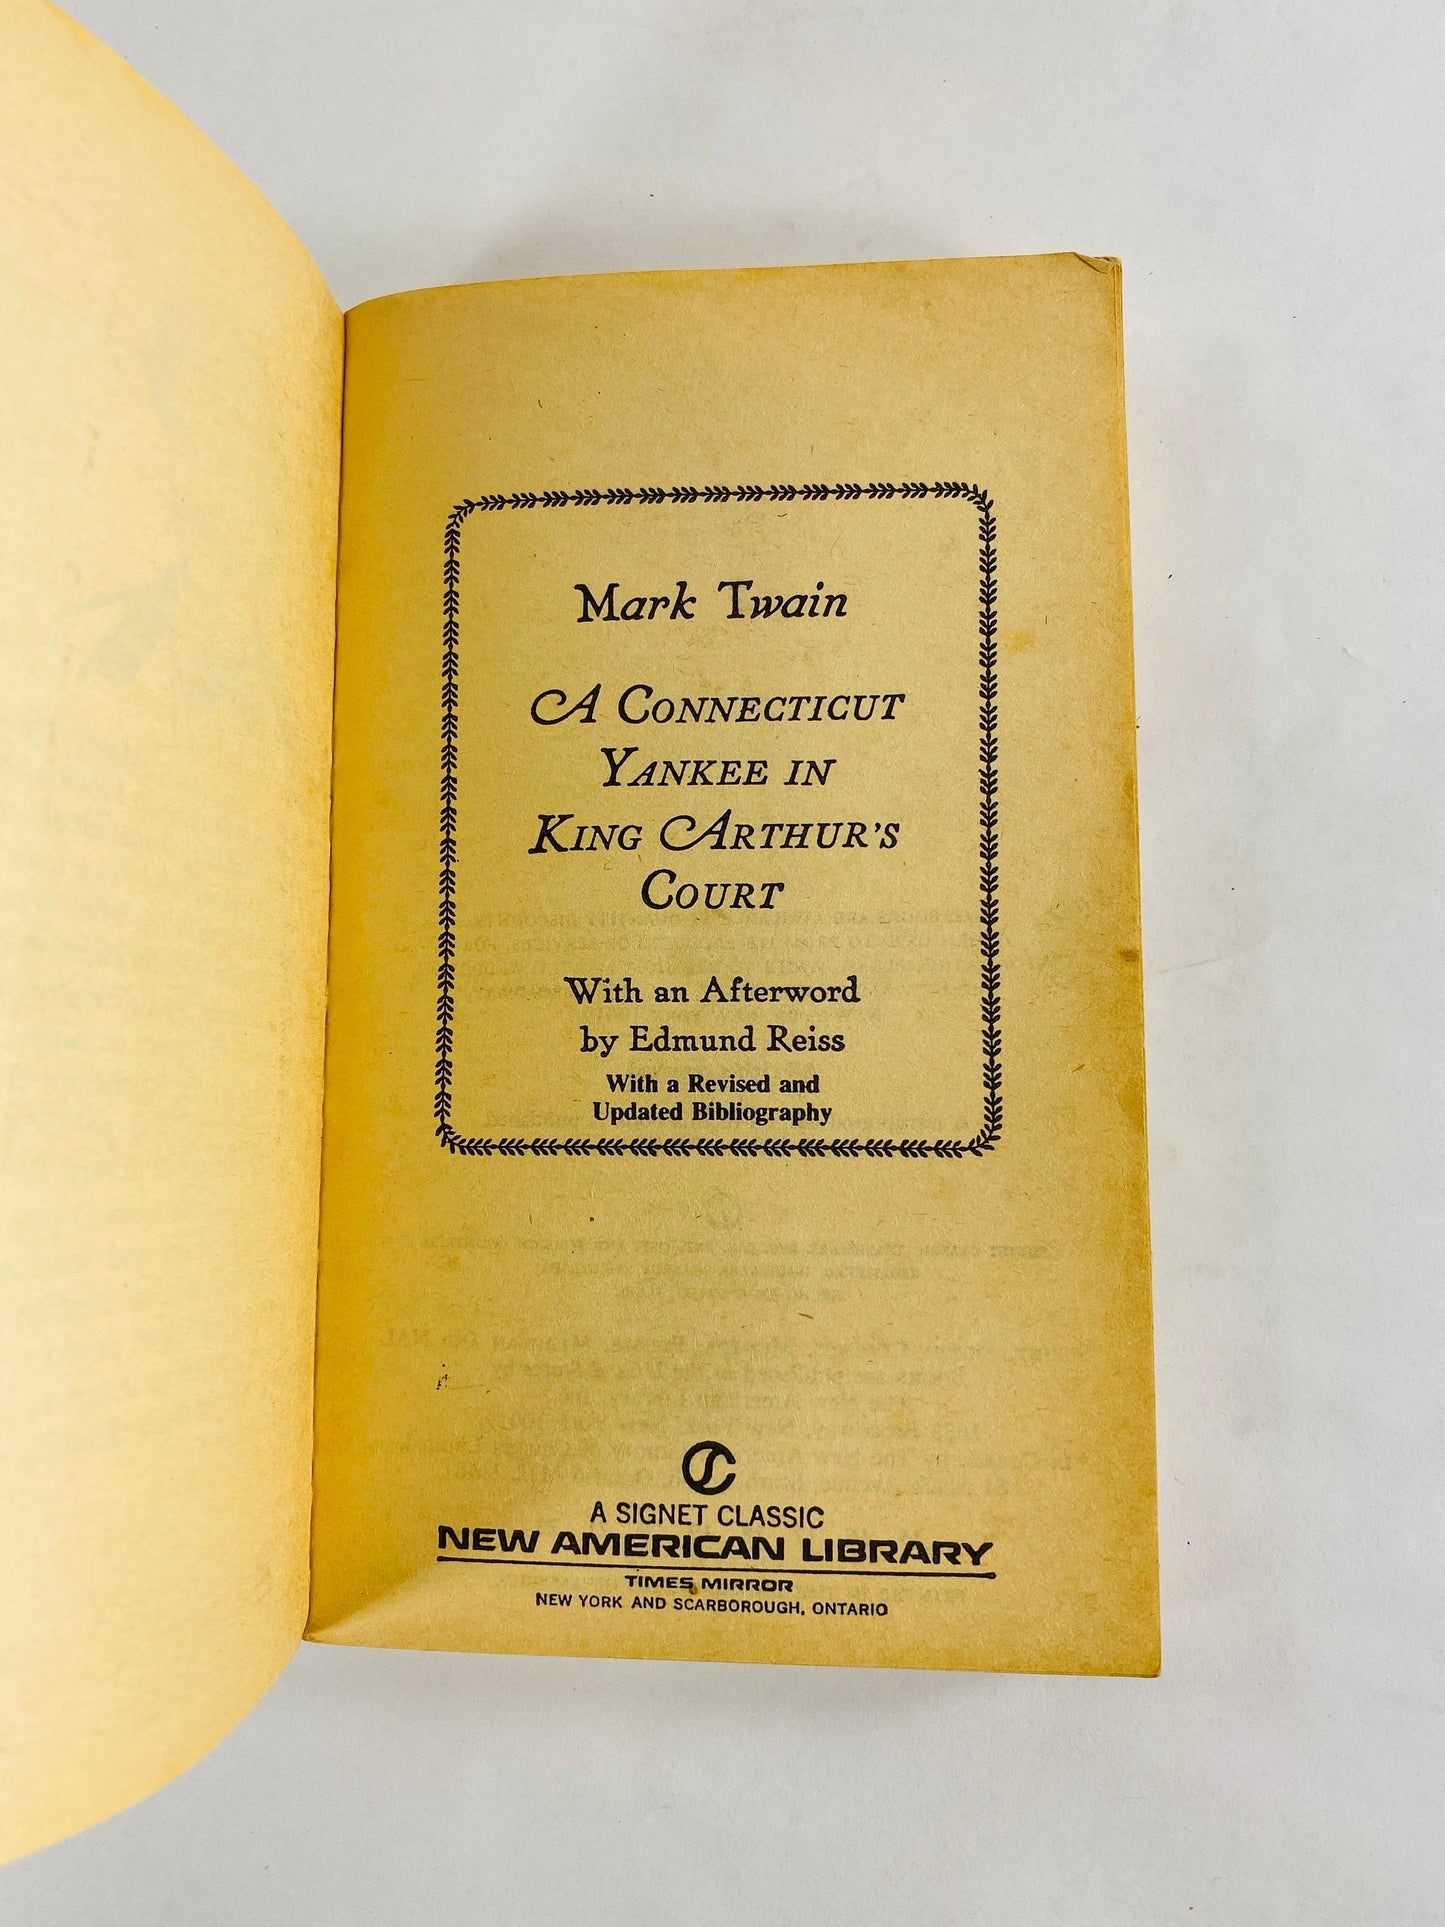 Mark Twain
A CONNECTICUT
YANKEE IN
KING ARTHUR'S
COURT
With an Afterword
by Edmund Reiss
With a Revised and
Updated Bibliography
A SIGNET CLASSIC
NEW AMERICAN LIBRARY
TIMES MIRROR
NEW YORK AND SCARBOROUGH, ONTARIO